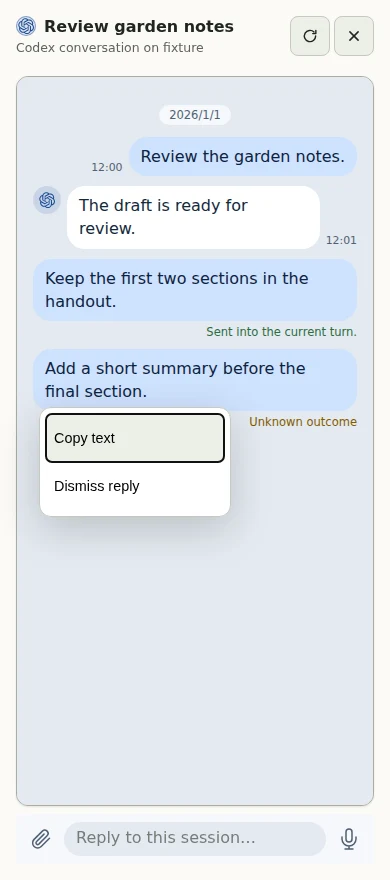 Review garden notes
Codex conversation on fixture
2026/1/1
12:00
Review the garden notes.
The draft is ready for
review.
12:01
Keep the first two sections in the
handout.
Sent into the current turn.
Add a short summary before the
final section.
Unknown outcome
Copy text
Dismiss reply
Reply to this session…